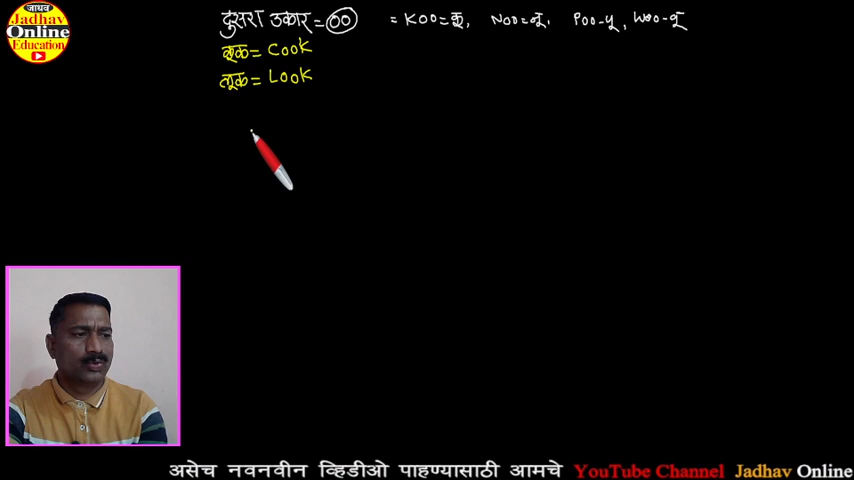 जाधव
Jadhav
Online
Education
दुसरा उकार = oo = Koo=कू, Noo=नू, Poo-पू, Woo-वू
कूक = Cook
लूक = Look
असेच नवनवीन व्हिडीओ पाहण्यासाठी आमचे YouTube Channel Jadhav Online